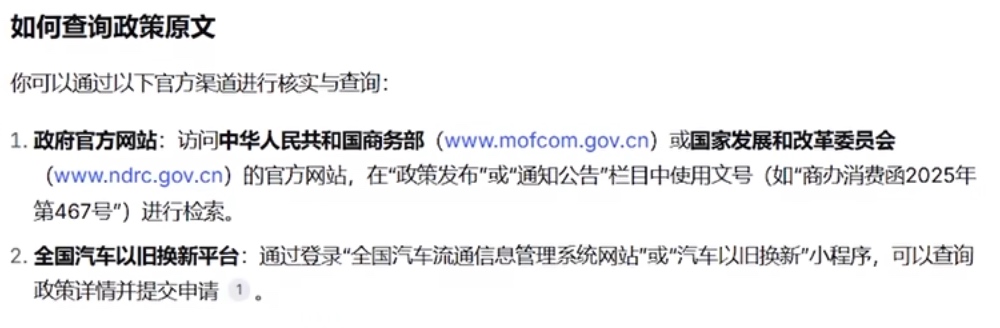 如何查询政策原文
你可以通过以下官方渠道进行核实与查询：
1. 政府官方网站：访问中华人民共和国商务部（www.mofcom.gov.cn）或国家发展和改革委员会
（www.ndrc.gov.cn）的官方网站，在“政策发布”或“通知公告”栏目中使用文号（如“商办消费函2025年
第467号”）进行检索。
2. 全国汽车以旧换新平台：通过登录“全国汽车流通信息管理系统网站”或“汽车以旧换新”小程序，可以查询
政策详情并提交申请 1 。